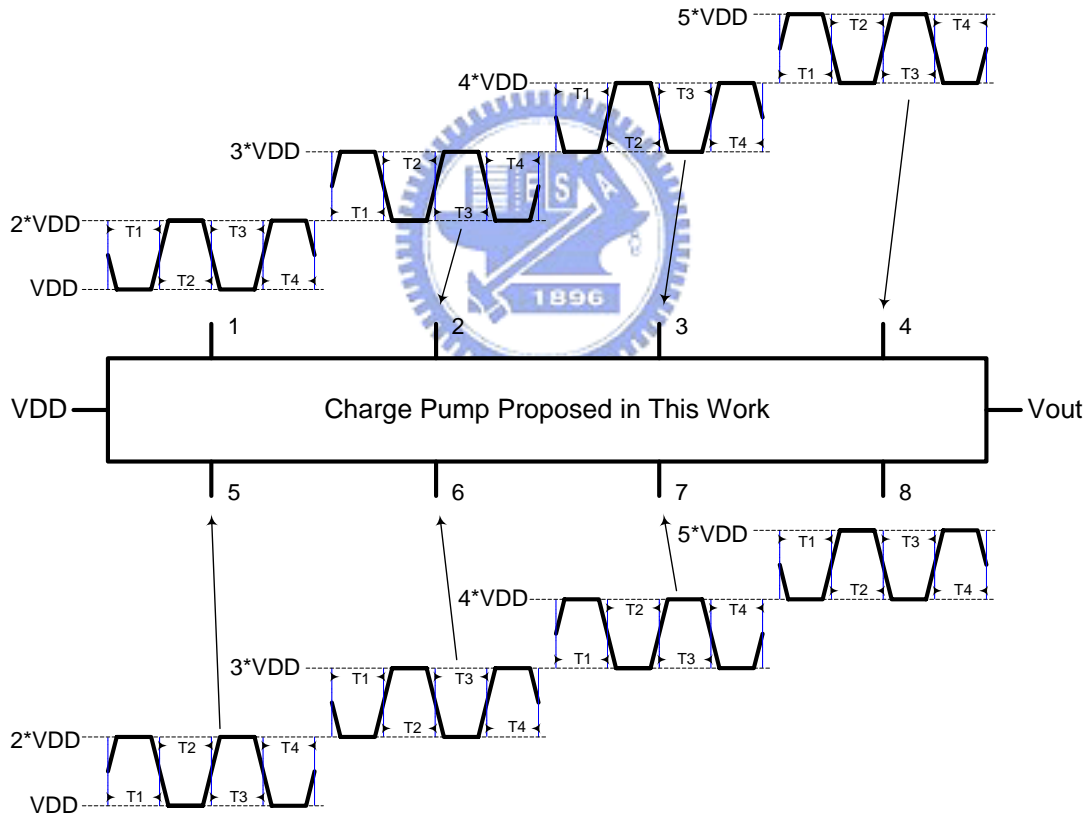 5*VDD
T2 T4
T1 T3
4*VDD
T1 T3
T2 T4
3*VDD
T2 T4
T1 T3
E S A
2*VDD
T1 T3
T2 T4
VDD
1896
1 2 3 4
VDD Charge Pump Proposed in This Work Vout
5 6 7 8
5*VDD
T1 T3
T2 T4
4*VDD
T2 T4
T1 T3
3*VDD
T1 T3
T2 T4
2*VDD
T2 T4
T1 T3
VDD